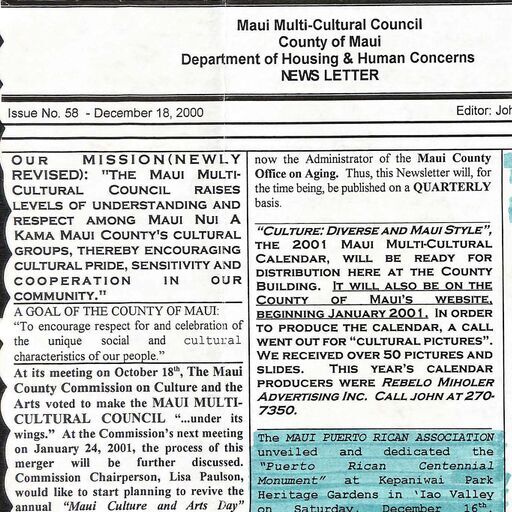 Maui Multi-Cultural Council
County of Maui
Department of Housing & Human Concerns
NEWS LETTER
Issue No. 58 - December 18, 2000
Editor: Joh
OUR MISSION(NEWLY
REVISED): "THE MAUI MULTI-
CULTURAL COUNCIL RAISES
LEVELS OF UNDERSTANDING AND
RESPECT AMONG MAUI NUI A
KAMA MAUI COUNTY'S CULTURAL
GROUPS, THEREBY ENCOURAGING
CULTURAL PRIDE, SENSITIVITY AND
COOPERATION IN OUR
COMMUNITY."
A GOAL OF THE COUNTY OF MAUI:
"To encourage respect for and celebration of
the unique social and cultural
characteristics of our people."
At its meeting on October 18th, The Maui
County Commission on Culture and the
Arts voted to make the MAUI MULTI-
CULTURAL COUNCIL "...under its
wings." At the Commission's next meeting
on January 24, 2001, the process of this
merger will be further discussed.
Commission Chairperson, Lisa Paulson,
would like to start planning to revive the
annual "Maui Culture and Arts Day"
now the Administrator of the Maui County
Office on Aging. Thus, this Newsletter will, for
the time being, be published on a QUARTERLY
basis.
"CULTURE: DIVERSE AND MAUI STYLE",
THE 2001 MAUI MULTI-CULTURAL
CALENDAR, WILL BE READY FOR
DISTRIBUTION HERE AT THE COUNTY
BUILDING. IT WILL ALSO BE ON THE
COUNTY OF MAUI'S WEBSITE,
BEGINNING JANUARY 2001. IN ORDER
TO PRODUCE THE CALENDAR, A CALL
WENT OUT FOR "CULTURAL PICTURES".
WE RECEIVED OVER 50 PICTURES AND
SLIDES. THIS YEAR'S CALENDAR
PRODUCERS WERE REBELO MIHOLER
ADVERTISING INC. CALL JOHN AT 270-
7350.
The MAUI PUERTO RICAN ASSOCIATION
unveiled and dedicated the
"Puerto Rican Centennial
Monument" at Kepaniwai Park
Heritage Gardens in 'Iao Valley
on Saturday, December 16th,